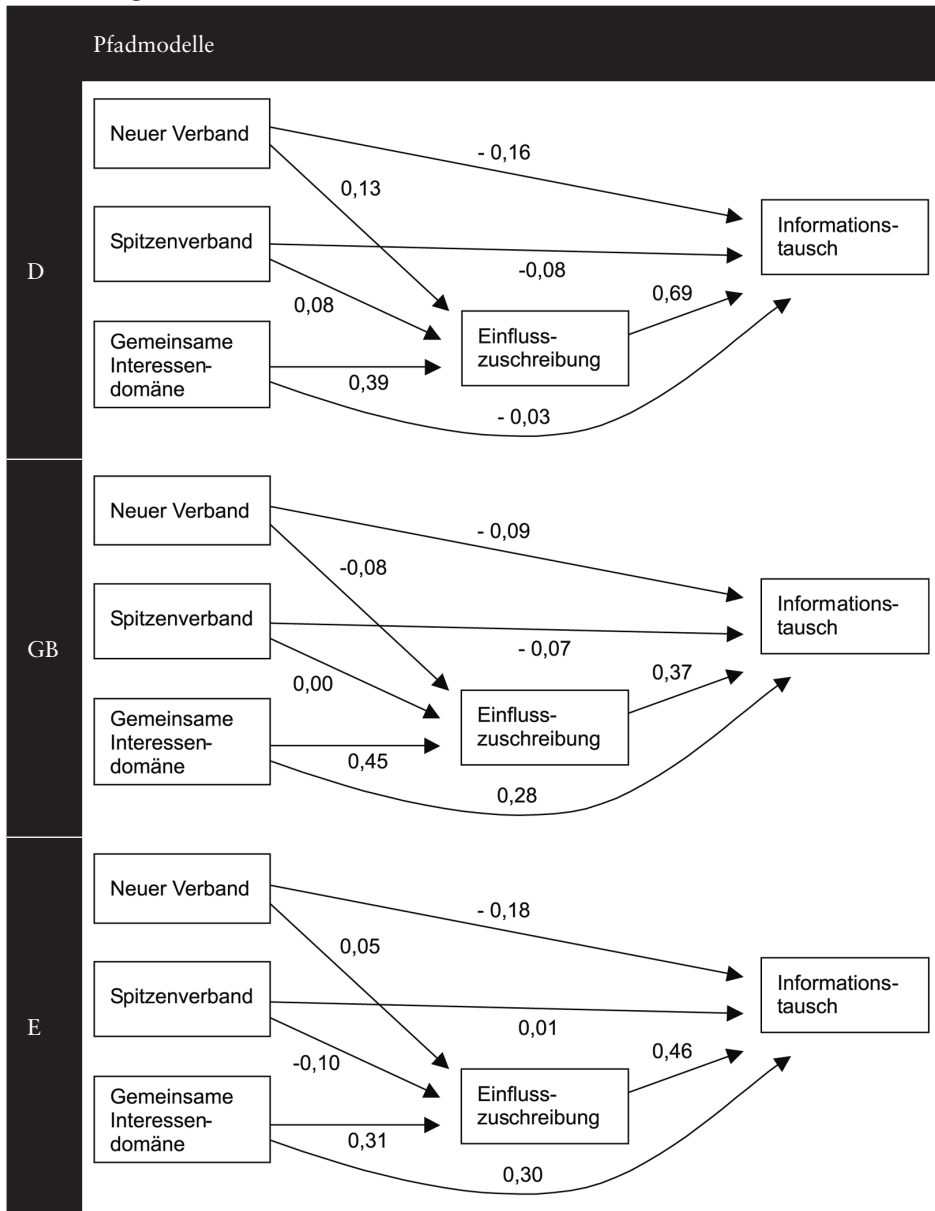 Pfadmodelle
D
Neuer Verband
- 0,16
0,13
Spitzenverband
-0,08
Informations-
tausch
0,08
0,69
Gemeinsame
Interessen-
domäne
0,39
Einfluss-
zuschreibung
- 0,03
GB
Neuer Verband
- 0,09
-0,08
Spitzenverband
- 0,07
Informations-
tausch
0,00
0,37
Gemeinsame
Interessen-
domäne
0,45
Einfluss-
zuschreibung
0,28
E
Neuer Verband
- 0,18
0,05
Spitzenverband
0,01
Informations-
tausch
-0,10
0,46
Gemeinsame
Interessen-
domäne
0,31
Einfluss-
zuschreibung
0,30